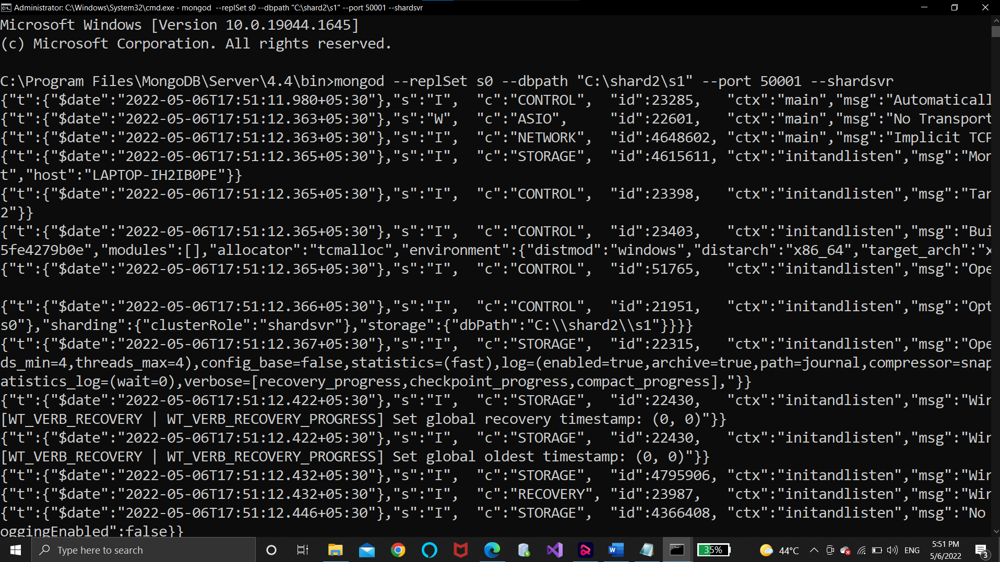 Administrator: C:\Windows\System32\cmd.exe - mongod  --replSet s0 --dbpath "C:\shard2\s1" --port 50001 --shardsvr
Microsoft Windows [Version 10.0.19044.1645]
(c) Microsoft Corporation. All rights reserved.
C:\Program Files\MongoDB\Server\4.4\bin>mongod --replSet s0 --dbpath "C:\shard2\s1" --port 50001 --shardsvr
{"t":{"$date":"2022-05-06T17:51:11.980+05:30"},"s":"I",  "c":"CONTROL",  "id":23285,   "ctx":"main","msg":"Automaticall
{"t":{"$date":"2022-05-06T17:51:12.363+05:30"},"s":"W",  "c":"ASIO",     "id":22601,   "ctx":"main","msg":"No Transport
{"t":{"$date":"2022-05-06T17:51:12.363+05:30"},"s":"I",  "c":"NETWORK",  "id":4648602, "ctx":"main","msg":"Implicit TCP
{"t":{"$date":"2022-05-06T17:51:12.365+05:30"},"s":"I",  "c":"STORAGE",  "id":4615611, "ctx":"initandlisten","msg":"Mon
t","host":"LAPTOP-IH2IB0PE"}}
{"t":{"$date":"2022-05-06T17:51:12.365+05:30"},"s":"I",  "c":"CONTROL",  "id":23398,   "ctx":"initandlisten","msg":"Tar
2"}}
{"t":{"$date":"2022-05-06T17:51:12.365+05:30"},"s":"I",  "c":"CONTROL",  "id":23403,   "ctx":"initandlisten","msg":"Bui
5fe4279b0e","modules":[],"allocator":"tcmalloc","environment":{"distmod":"windows","distarch":"x86_64","target_arch":"x
{"t":{"$date":"2022-05-06T17:51:12.365+05:30"},"s":"I",  "c":"CONTROL",  "id":51765,   "ctx":"initandlisten","msg":"Ope
{"t":{"$date":"2022-05-06T17:51:12.366+05:30"},"s":"I",  "c":"CONTROL",  "id":21951,   "ctx":"initandlisten","msg":"Opt
s0"},"sharding":{"clusterRole":"shardsvr"},"storage":{"dbPath":"C:\\shard2\\s1"}}}}
{"t":{"$date":"2022-05-06T17:51:12.367+05:30"},"s":"I",  "c":"STORAGE",  "id":22315,   "ctx":"initandlisten","msg":"Ope
ds_min=4,threads_max=4),config_base=false,statistics=(fast),log=(enabled=true,archive=true,path=journal,compressor=snap
atistics_log=(wait=0),verbose=[recovery_progress,checkpoint_progress,compact_progress],"}}
{"t":{"$date":"2022-05-06T17:51:12.422+05:30"},"s":"I",  "c":"STORAGE",  "id":22430,   "ctx":"initandlisten","msg":"Wir
[WT_VERB_RECOVERY | WT_VERB_RECOVERY_PROGRESS] Set global recovery timestamp: (0, 0)"}}
{"t":{"$date":"2022-05-06T17:51:12.422+05:30"},"s":"I",  "c":"STORAGE",  "id":22430,   "ctx":"initandlisten","msg":"Wir
[WT_VERB_RECOVERY | WT_VERB_RECOVERY_PROGRESS] Set global oldest timestamp: (0, 0)"}}
{"t":{"$date":"2022-05-06T17:51:12.432+05:30"},"s":"I",  "c":"STORAGE",  "id":4795906, "ctx":"initandlisten","msg":"Wir
{"t":{"$date":"2022-05-06T17:51:12.432+05:30"},"s":"I",  "c":"RECOVERY", "id":23987,   "ctx":"initandlisten","msg":"Wir
{"t":{"$date":"2022-05-06T17:51:12.446+05:30"},"s":"I",  "c":"STORAGE",  "id":4366408, "ctx":"initandlisten","msg":"No
oggingEnabled":false}}
Type here to search
35%
44°C
ENG
5:51 PM
5/6/2022
3